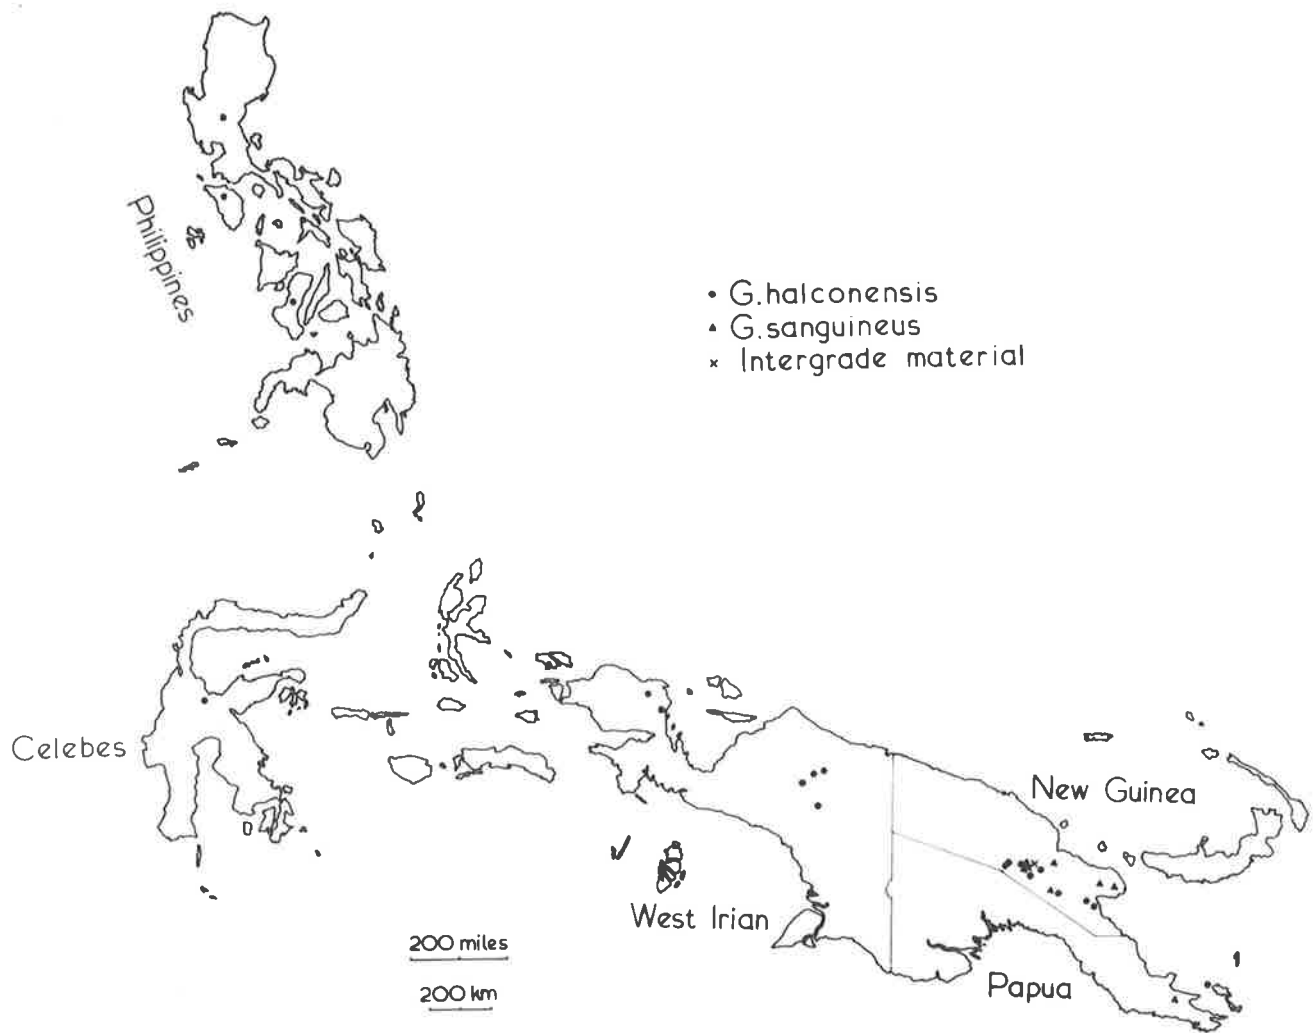 Philippines
• G.halconensis
▲ G.sanguineus
× Intergrade material
Celebes
New Guinea
West Irian
200 miles
200 km
Papua